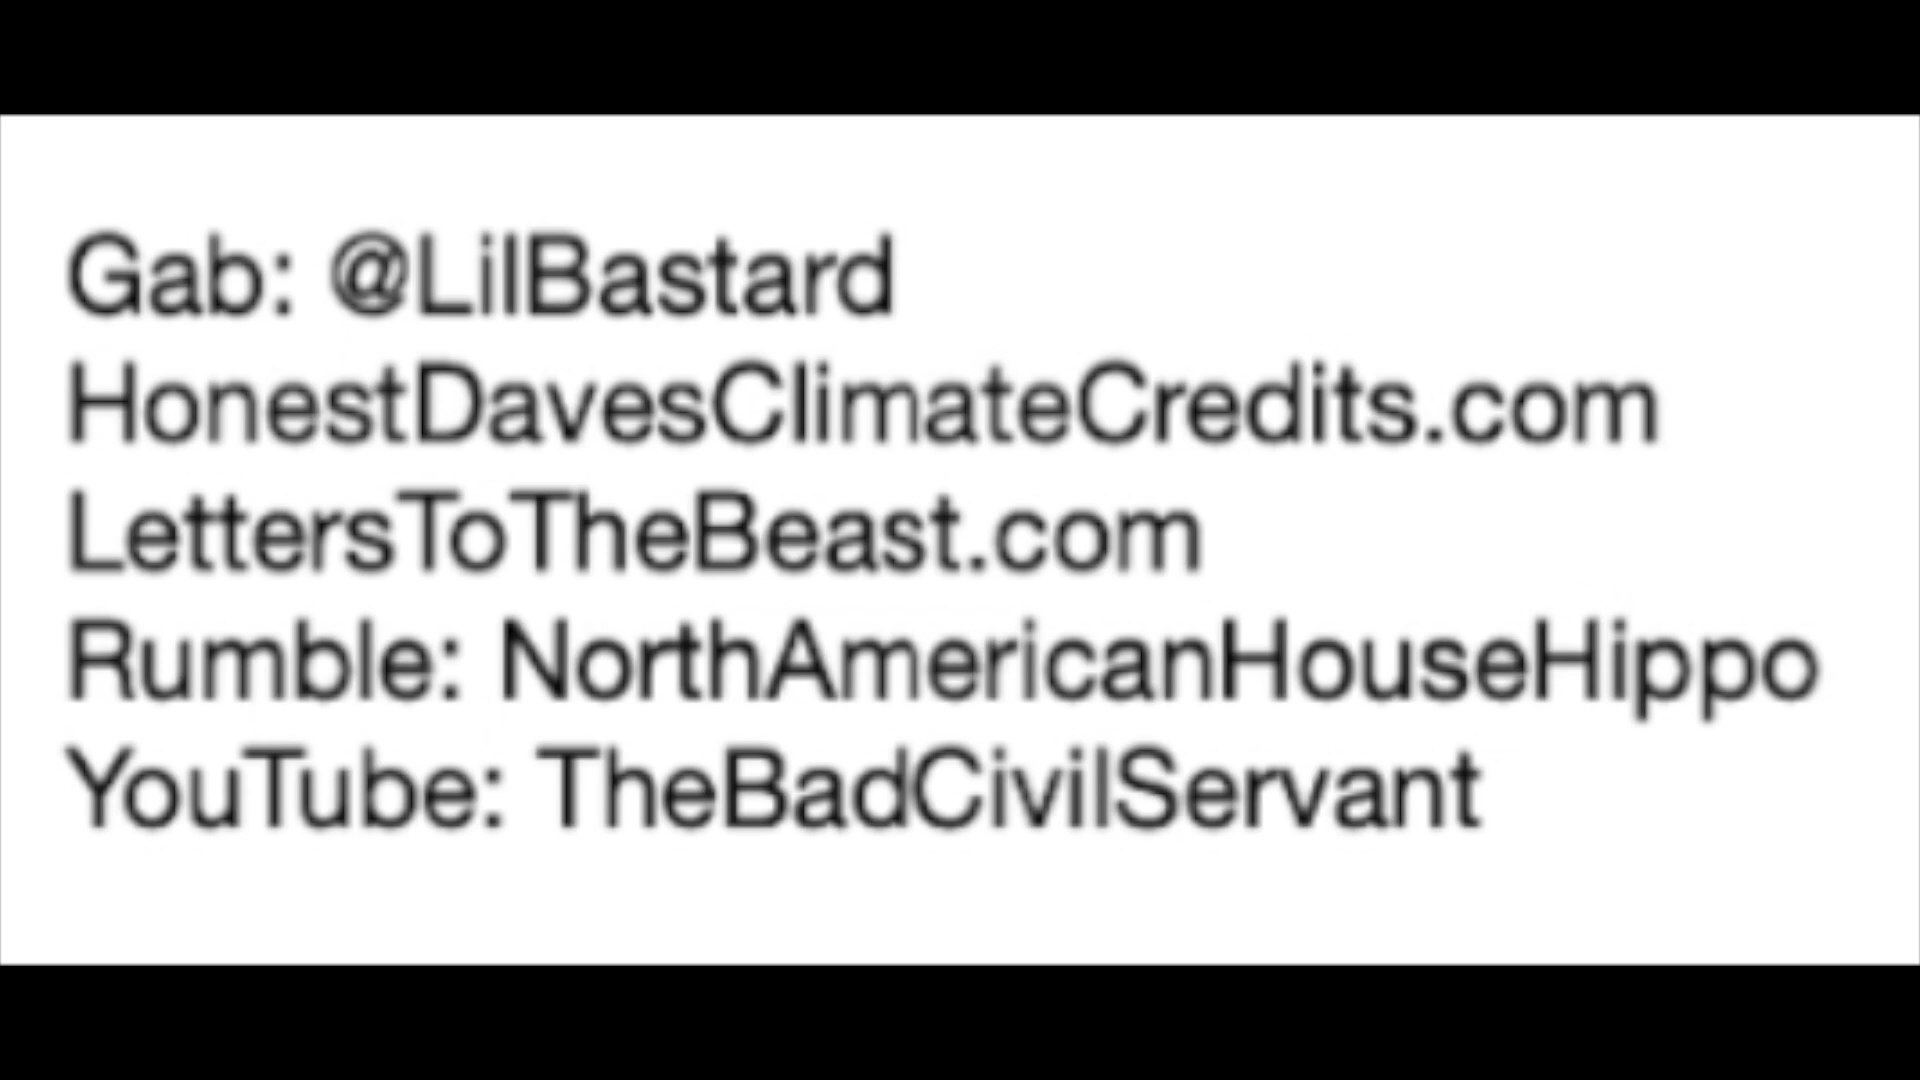 Gab: @LilBastard
HonestDavesClimateCredits.com
LettersToTheBeast.com
Rumble: NorthAmericanHouseHippo
YouTube: TheBadCivilServant